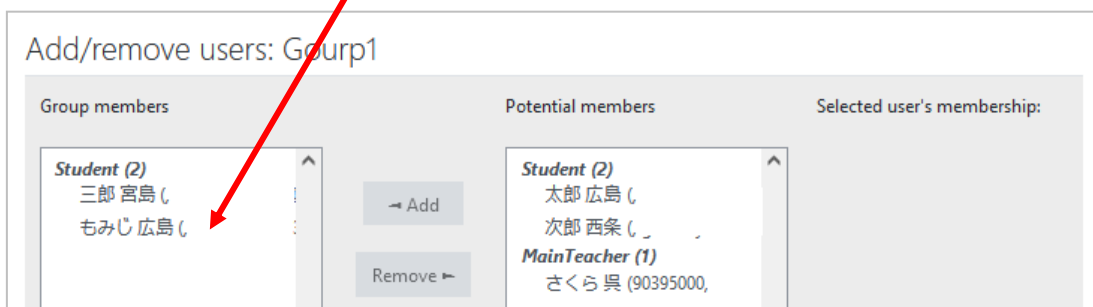 Add/remove users: Gourp1
Group members
Potential members
Selected user's membership:
Student (2)
三郎 宮島 (,
もみじ 広島 (,
Add
Remove
Student (2)
太郎 広島 (,
次郎 西条 (,
MainTeacher (1)
さくら 呉 (90395000,